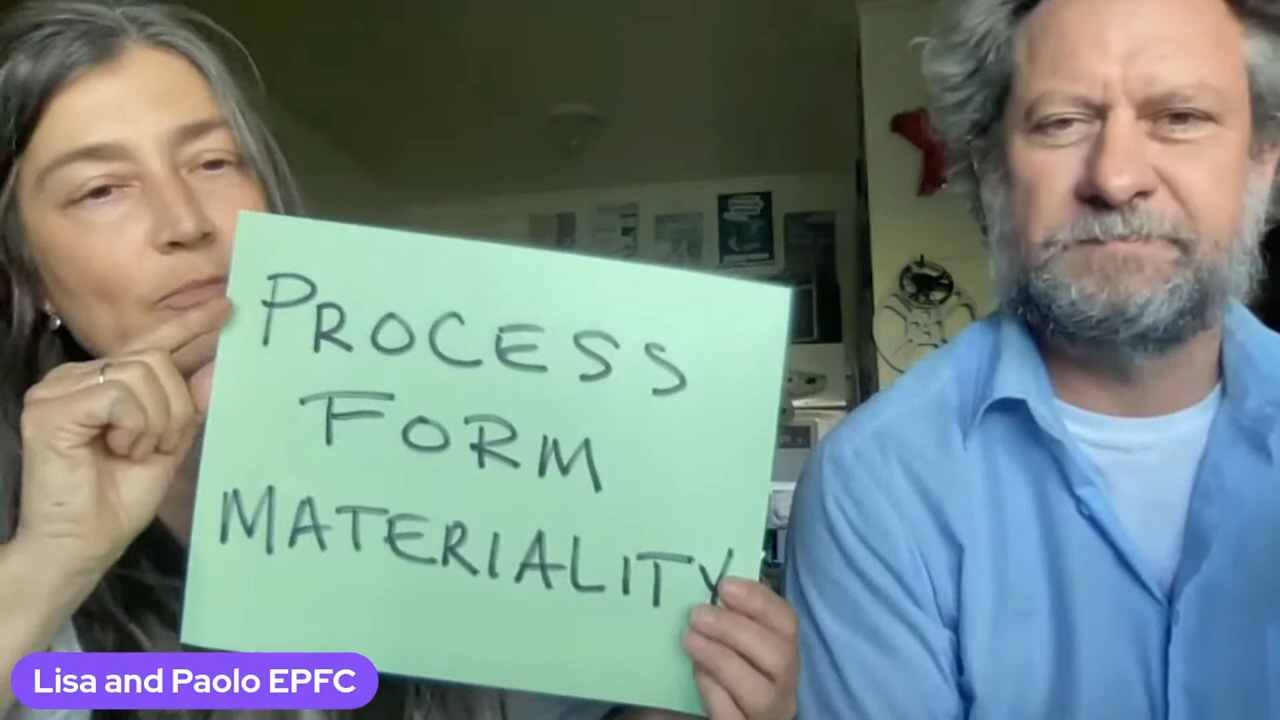 PROCESS
FORM
MATERIALITY
Lisa and Paolo EPFC